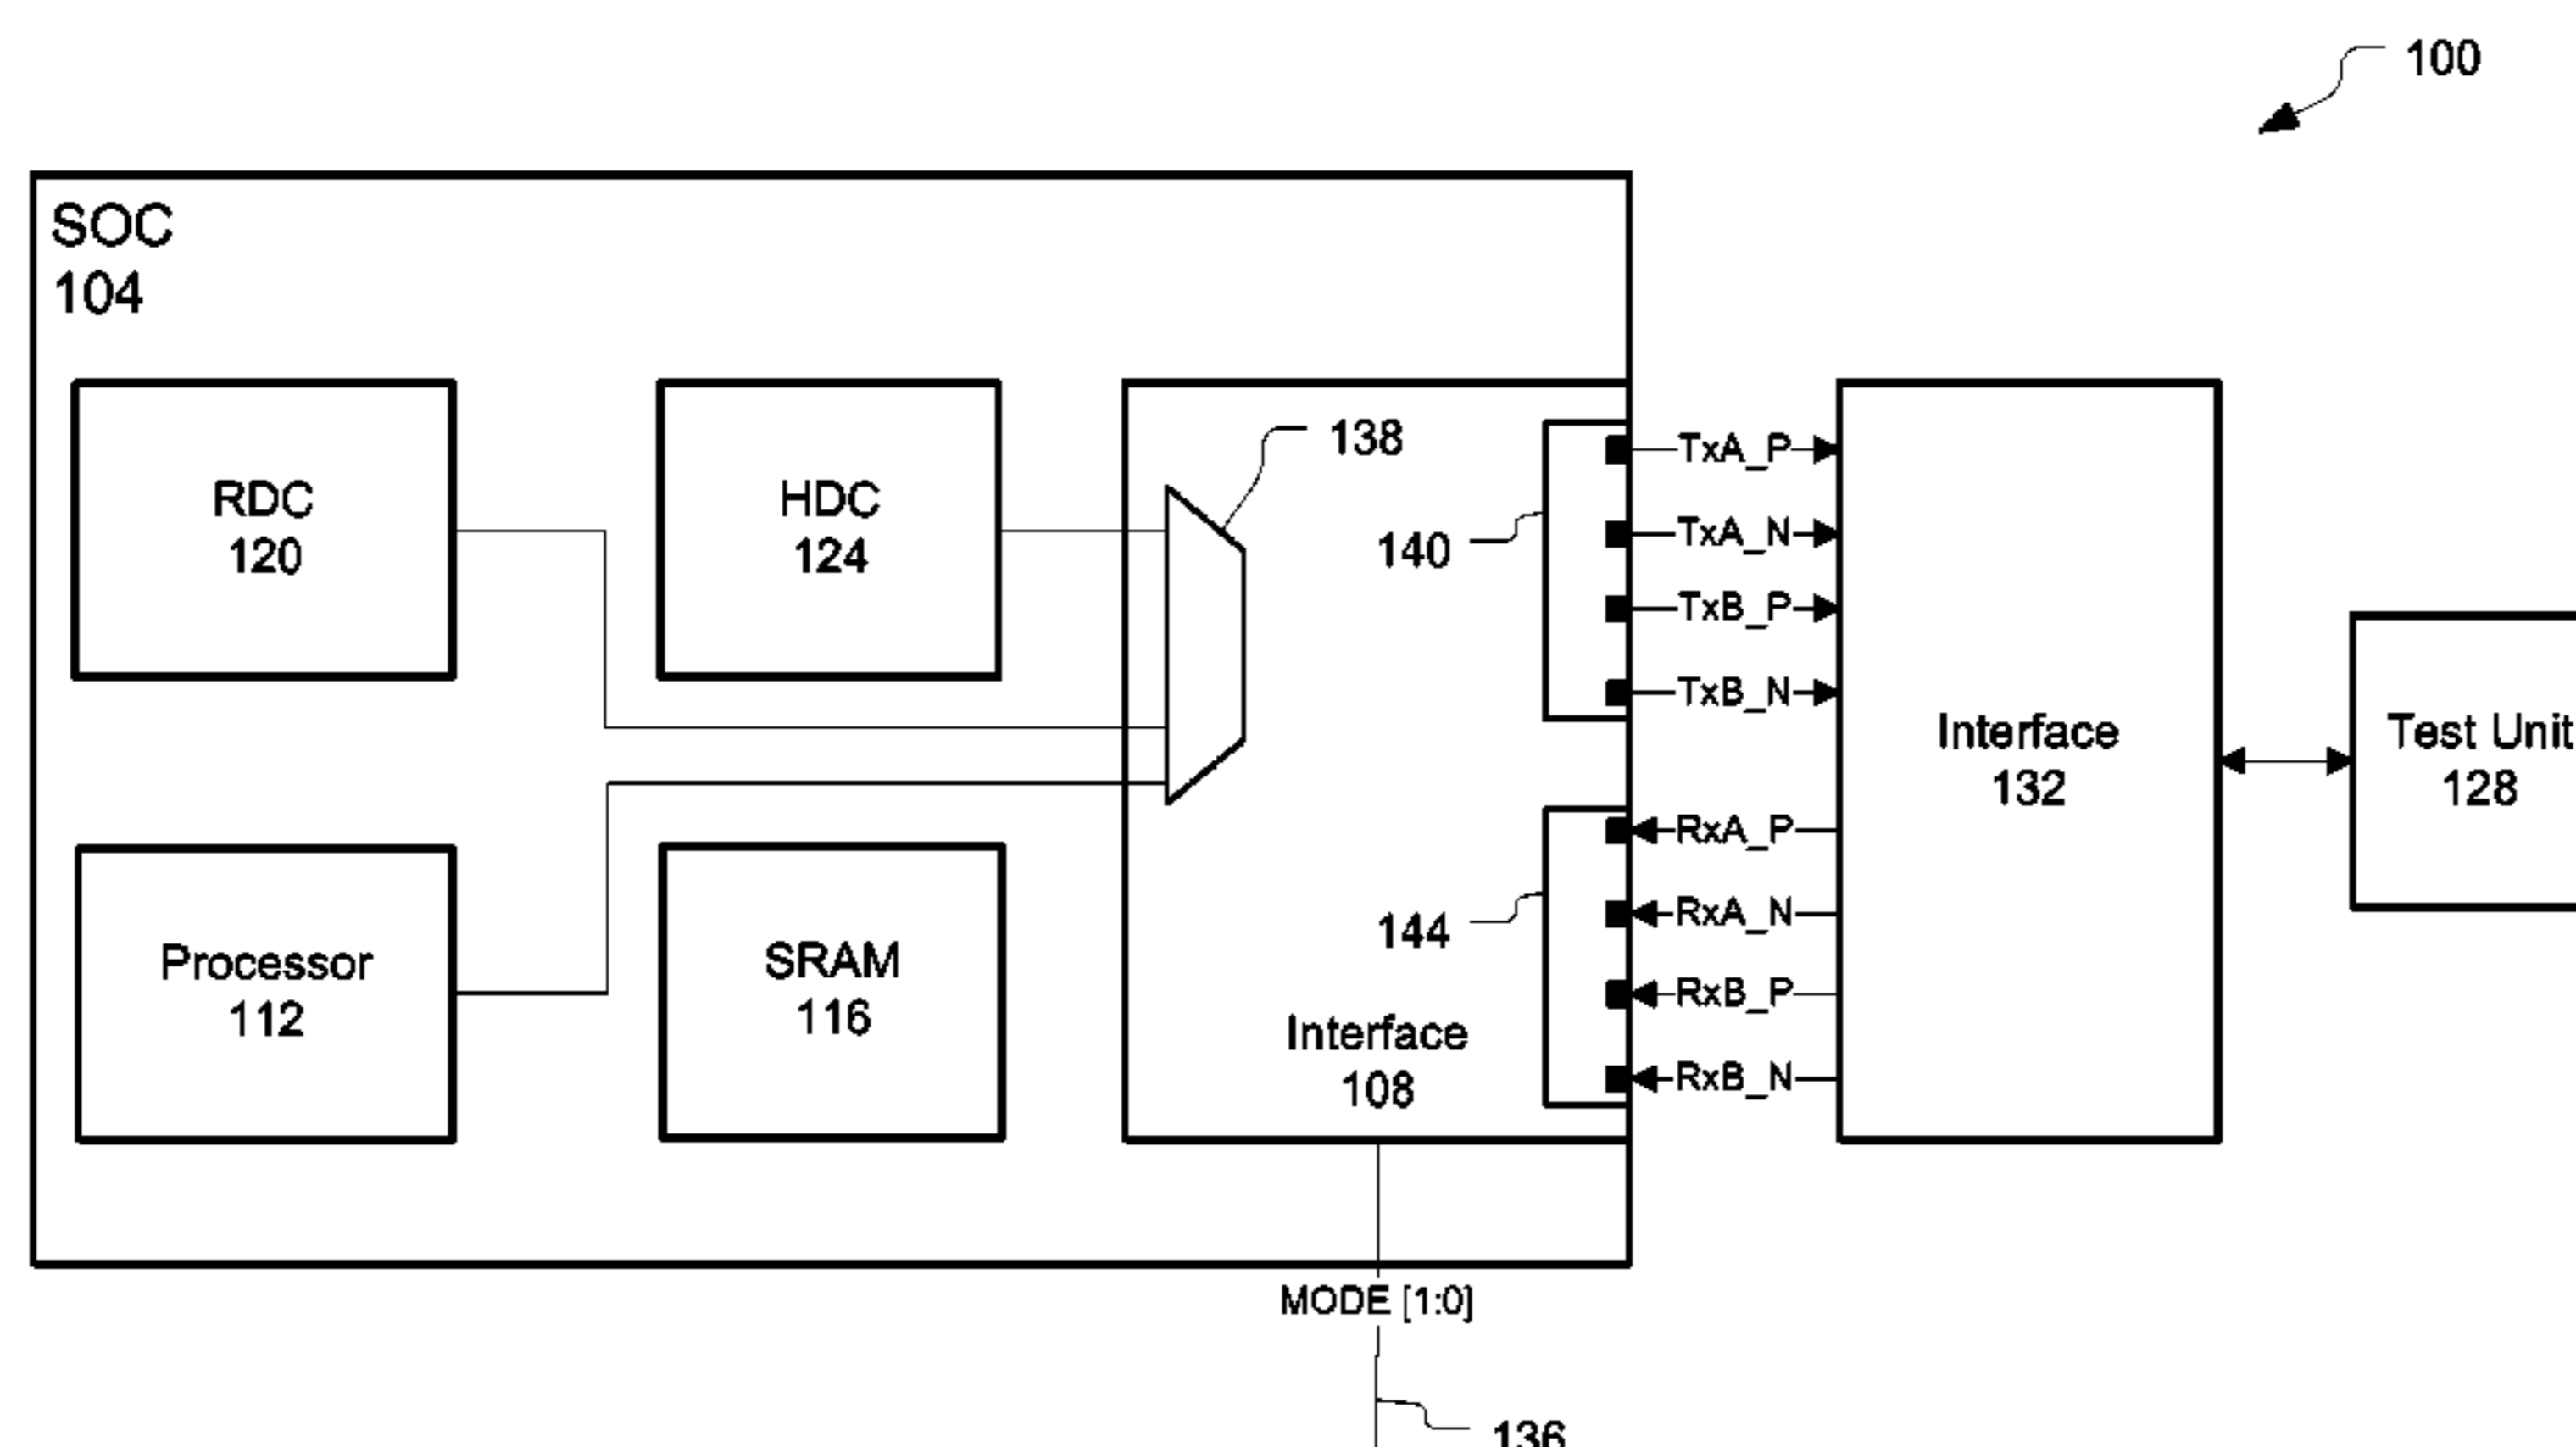 100
SOC
104
RDC
120
HDC
124
138
140
TxA_P
TxA_N
TxB_P
TxB_N
Interface
132
Test Unit
128
Processor
112
SRAM
116
144
RxA_P
RxA_N
RxB_P
RxB_N
Interface
108
MODE [1:0]
136